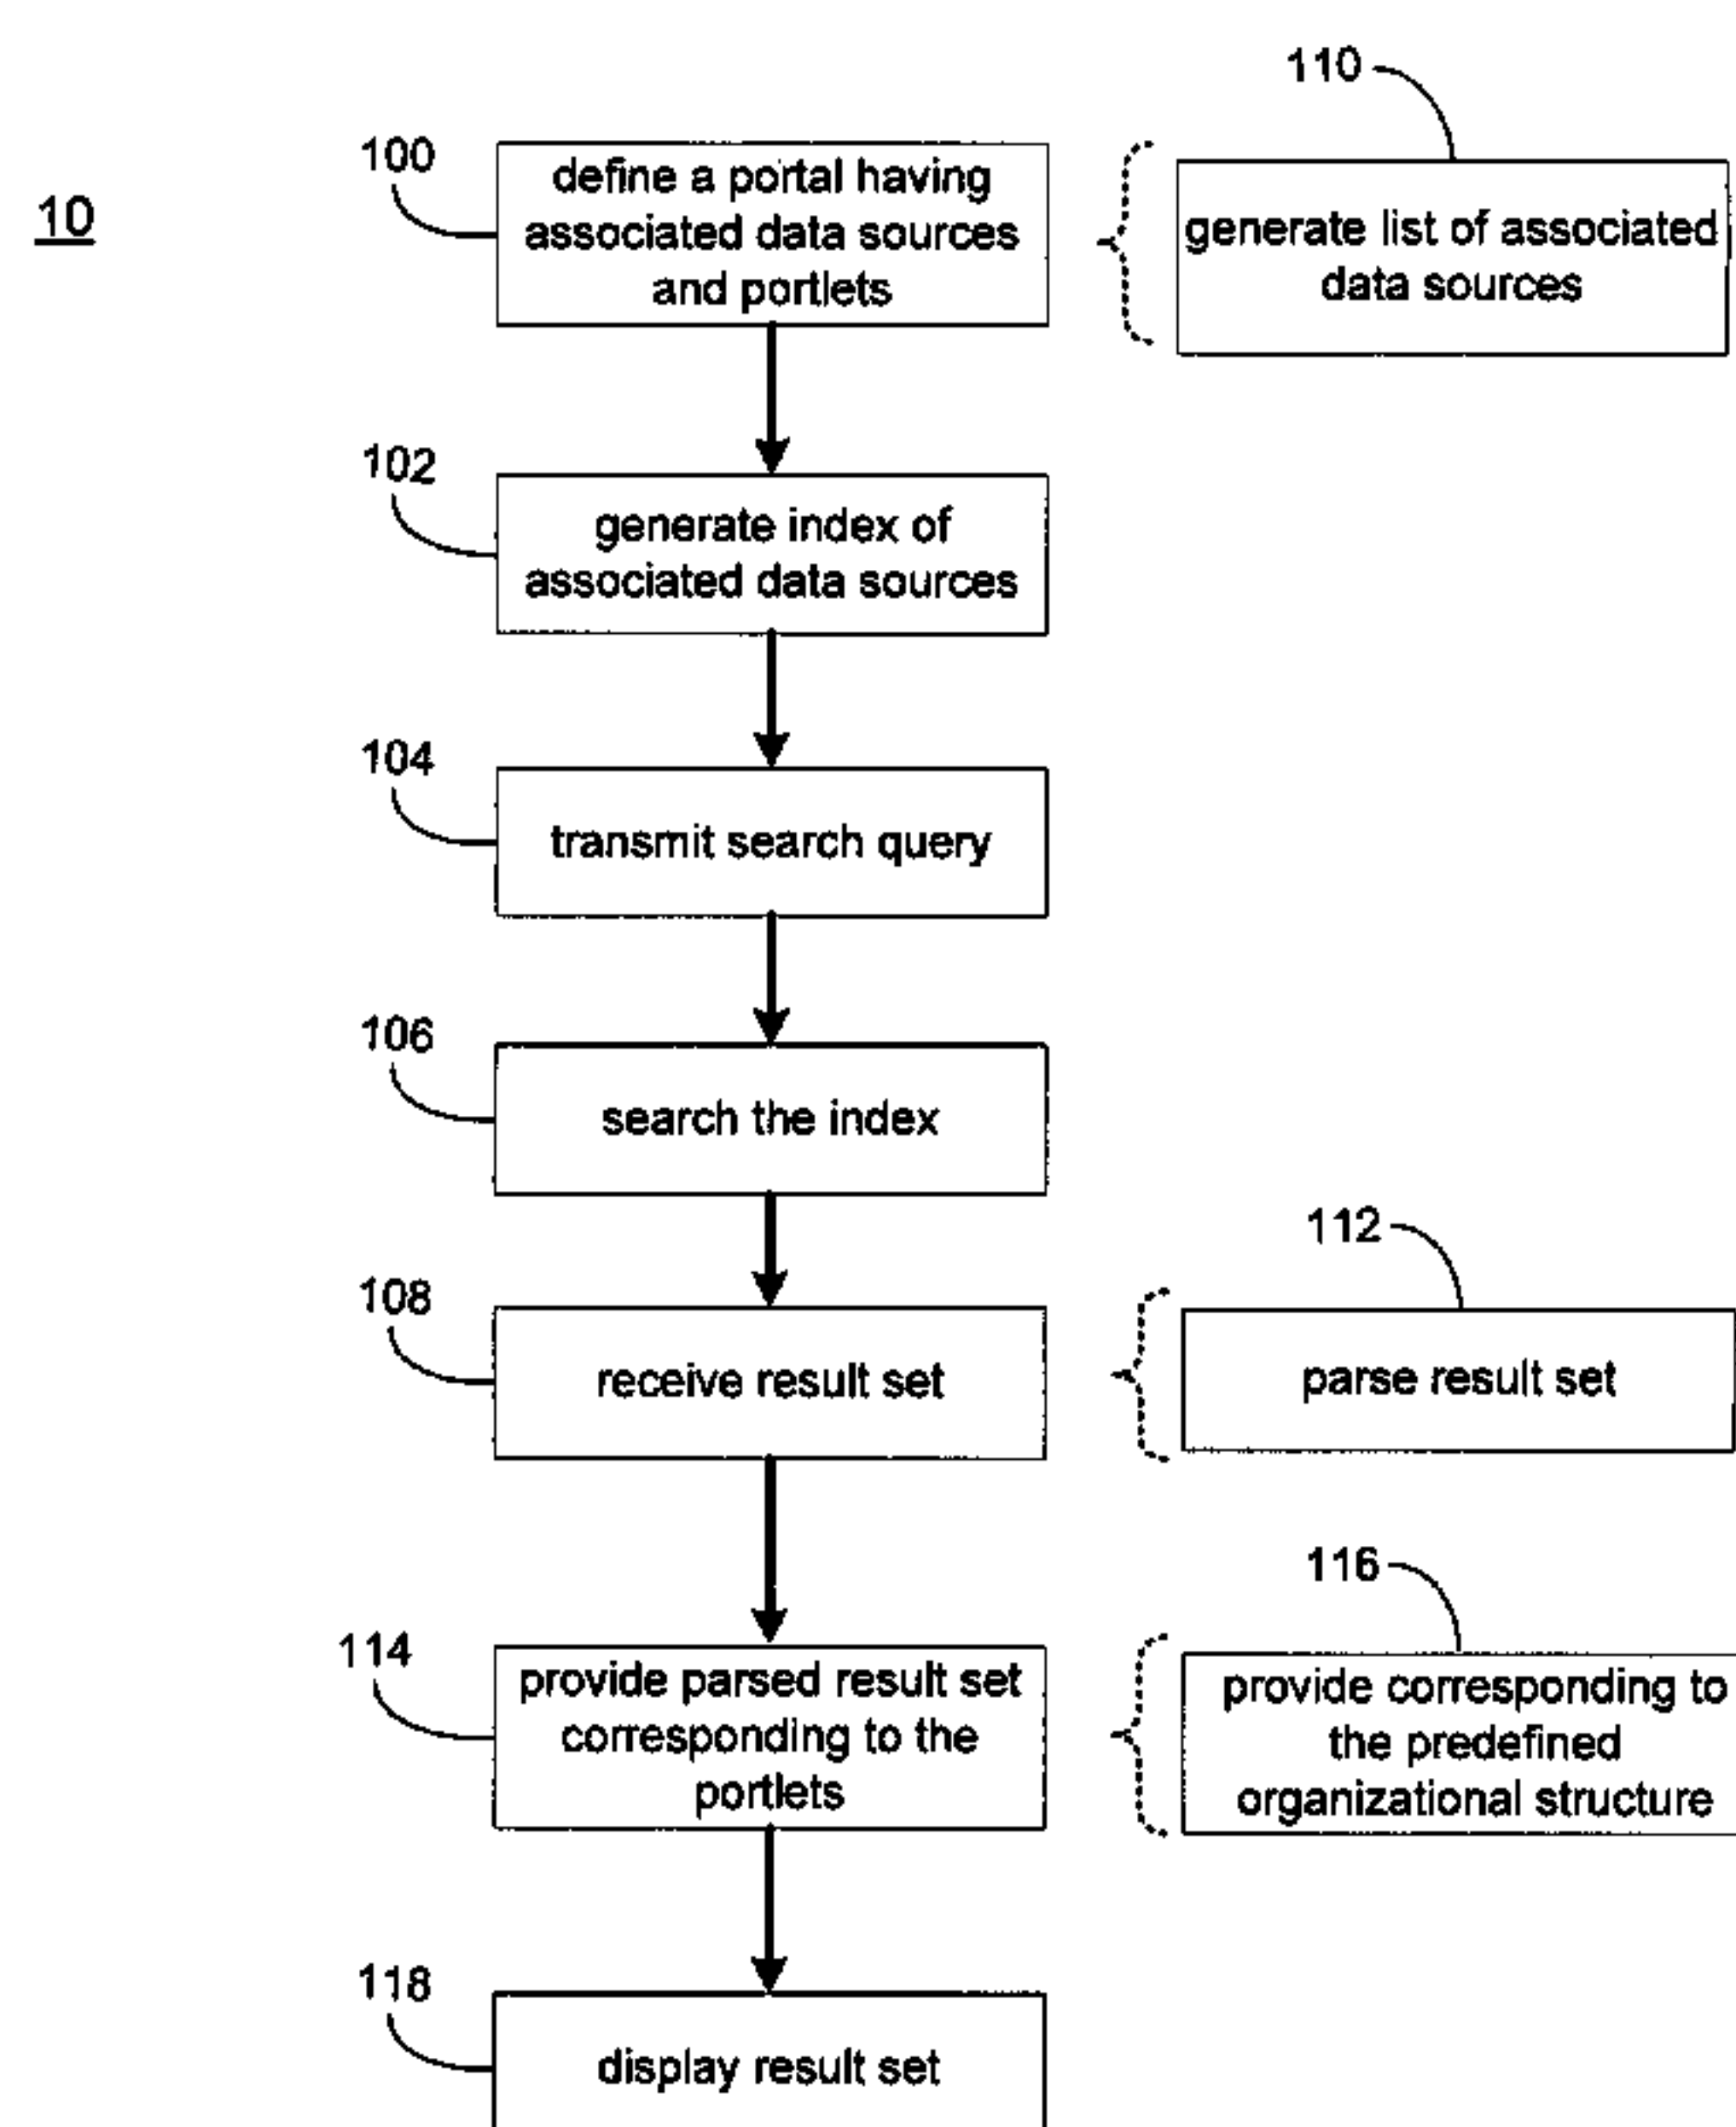 10
100
define a portal having
associated data sources
and portlets
110
generate list of associated
data sources
102
generate index of
associated data sources
104
transmit search query
106
search the index
108
receive result set
112
parse result set
114
provide parsed result set
corresponding to the
portlets
116
provide corresponding to
the predefined
organizational structure
118
display result set